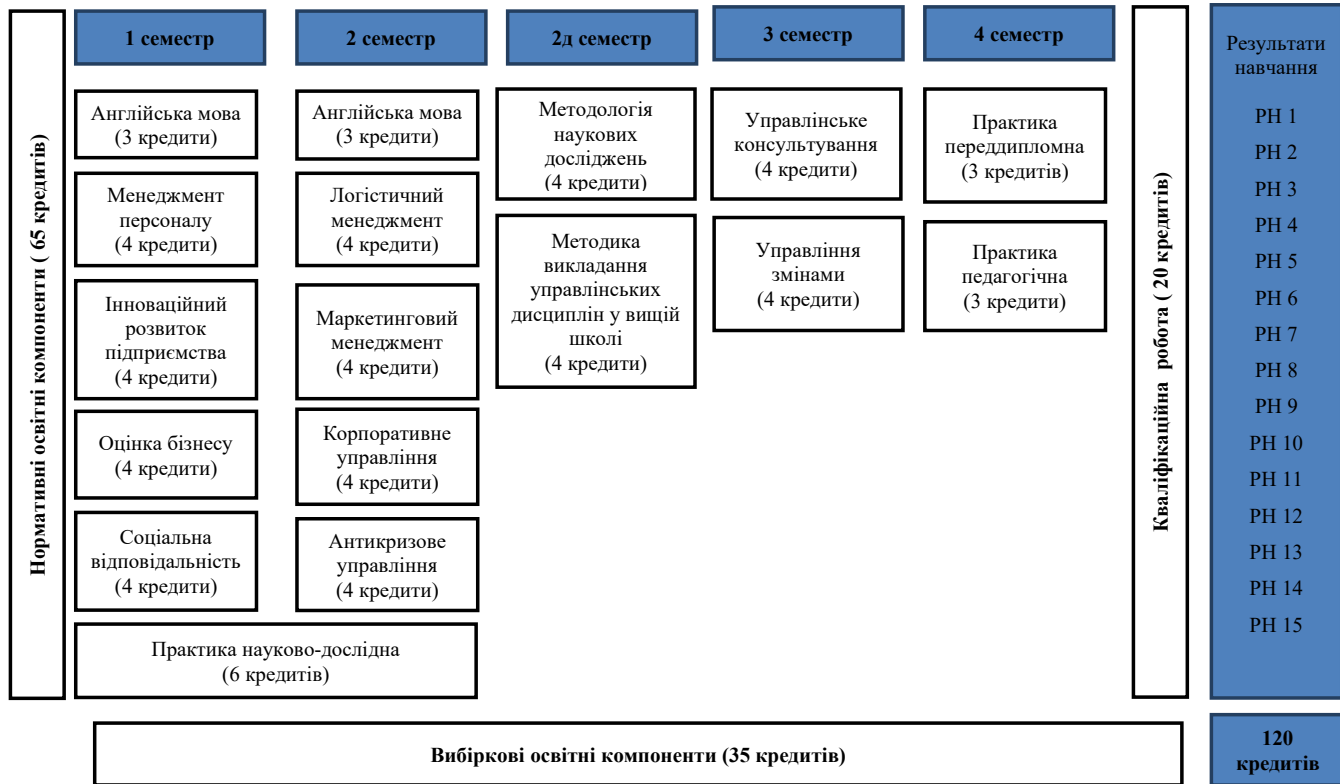 Нормативні освітні компоненти ( 65 кредитів)
1 семестр
Англійська мова
(3 кредити)
Менеджмент
персоналу
(4 кредити)
Інноваційний
розвиток
підприємства
(4 кредити)
Оцінка бізнесу
(4 кредити)
Соціальна
відповідальність
(4 кредити)
2 семестр
Англійська мова
(3 кредити)
Логістичний
менеджмент
(4 кредити)
Маркетинговий
менеджмент
(4 кредити)
Корпоративне
управління
(4 кредити)
Антикризове
управління
(4 кредити)
Практика науково-дослідна
(6 кредитів)
2д семестр
Методологія
наукових
досліджень
(4 кредити)
Методика
викладання
управлінських
дисциплін у вищій
школі
(4 кредити)
3 семестр
Управлінське
консультування
(4 кредити)
Управління
змінами
(4 кредити)
4 семестр
Практика
переддипломна
(3 кредитів)
Практика
педагогічна
(3 кредити)
Кваліфікаційна робота ( 20 кредитів)
Результати
навчання
РН 1
РН 2
РН 3
РН 4
РН 5
РН 6
РН 7
РН 8
РН 9
РН 10
РН 11
РН 12
РН 13
РН 14
РН 15
Вибіркові освітні компоненти (35 кредитів)
120
кредитів